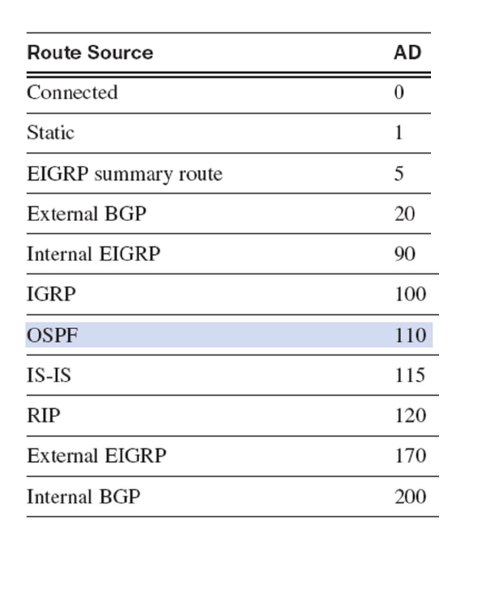 Route Source AD
Connected 0
Static 1
EIGRP summary route 5
External BGP 20
Internal EIGRP 90
IGRP 100
OSPF 110
IS-IS 115
RIP 120
External EIGRP 170
Internal BGP 200